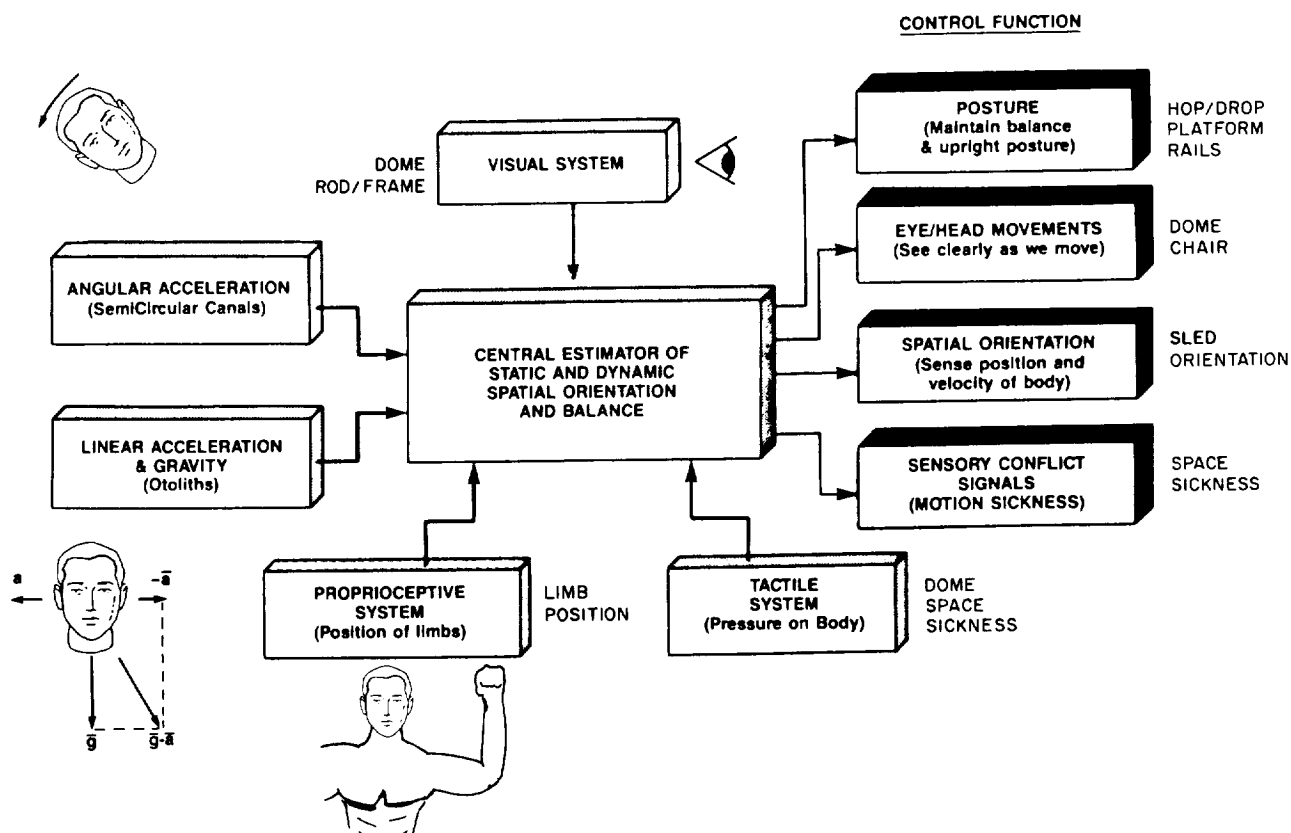 CONTROL FUNCTION
POSTURE
(Maintain balance
& upright posture)
HOP/DROP
PLATFORM
RAILS
VISUAL SYSTEM
DOME
ROD/FRAME
EYE/HEAD MOVEMENTS
(See clearly as we move)
DOME
CHAIR
ANGULAR ACCELERATION
(SemiCircular Canals)
CENTRAL ESTIMATOR OF
STATIC AND DYNAMIC
SPATIAL ORIENTATION
AND BALANCE
SPATIAL ORIENTATION
(Sense position and
velocity of body)
SLED
ORIENTATION
LINEAR ACCELERATION
& GRAVITY
(Otoliths)
SENSORY CONFLICT
SIGNALS
(MOTION SICKNESS)
SPACE
SICKNESS
a
-a̅
g̅
g̅-a̅
PROPRIOCEPTIVE
SYSTEM
(Position of limbs)
LIMB
POSITION
TACTILE
SYSTEM
(Pressure on Body)
DOME
SPACE
SICKNESS